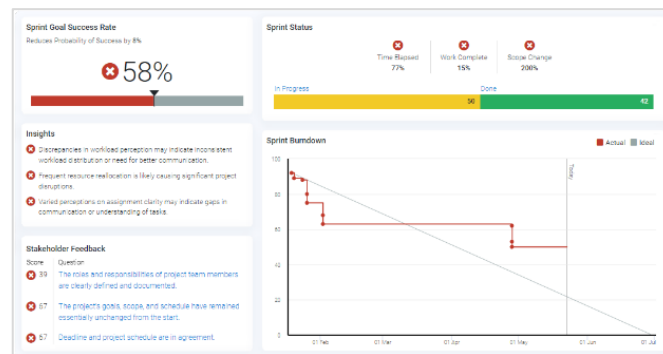 Sprint Goal Success Rate
Reduces Probability of Success by 8%
58%
Insights
Discrepancies in workload perception may indicate inconsistent
workload distribution or need for better communication.
Frequent resource reallocation is likely causing significant project
disruptions.
Varied perceptions on assignment clarity may indicate gaps in
communication or understanding of tasks.
Stakeholder Feedback
Score Question
39 The roles and responsibilities of project team members
are clearly defined and documented.
67 The project's goals, scope, and schedule have remained
essentially unchanged from the start.
67 Deadline and project schedule are in agreement.
Sprint Status
Time Elapsed
77%
Work Complete
15%
Scope Change
208%
In Progress
Done
50
42
Sprint Burndown
Actual
Ideal
Today
100
80
60
40
20
0
01 Feb
01 Mar
01 Apr
01 May
01 Jun
01 Jul